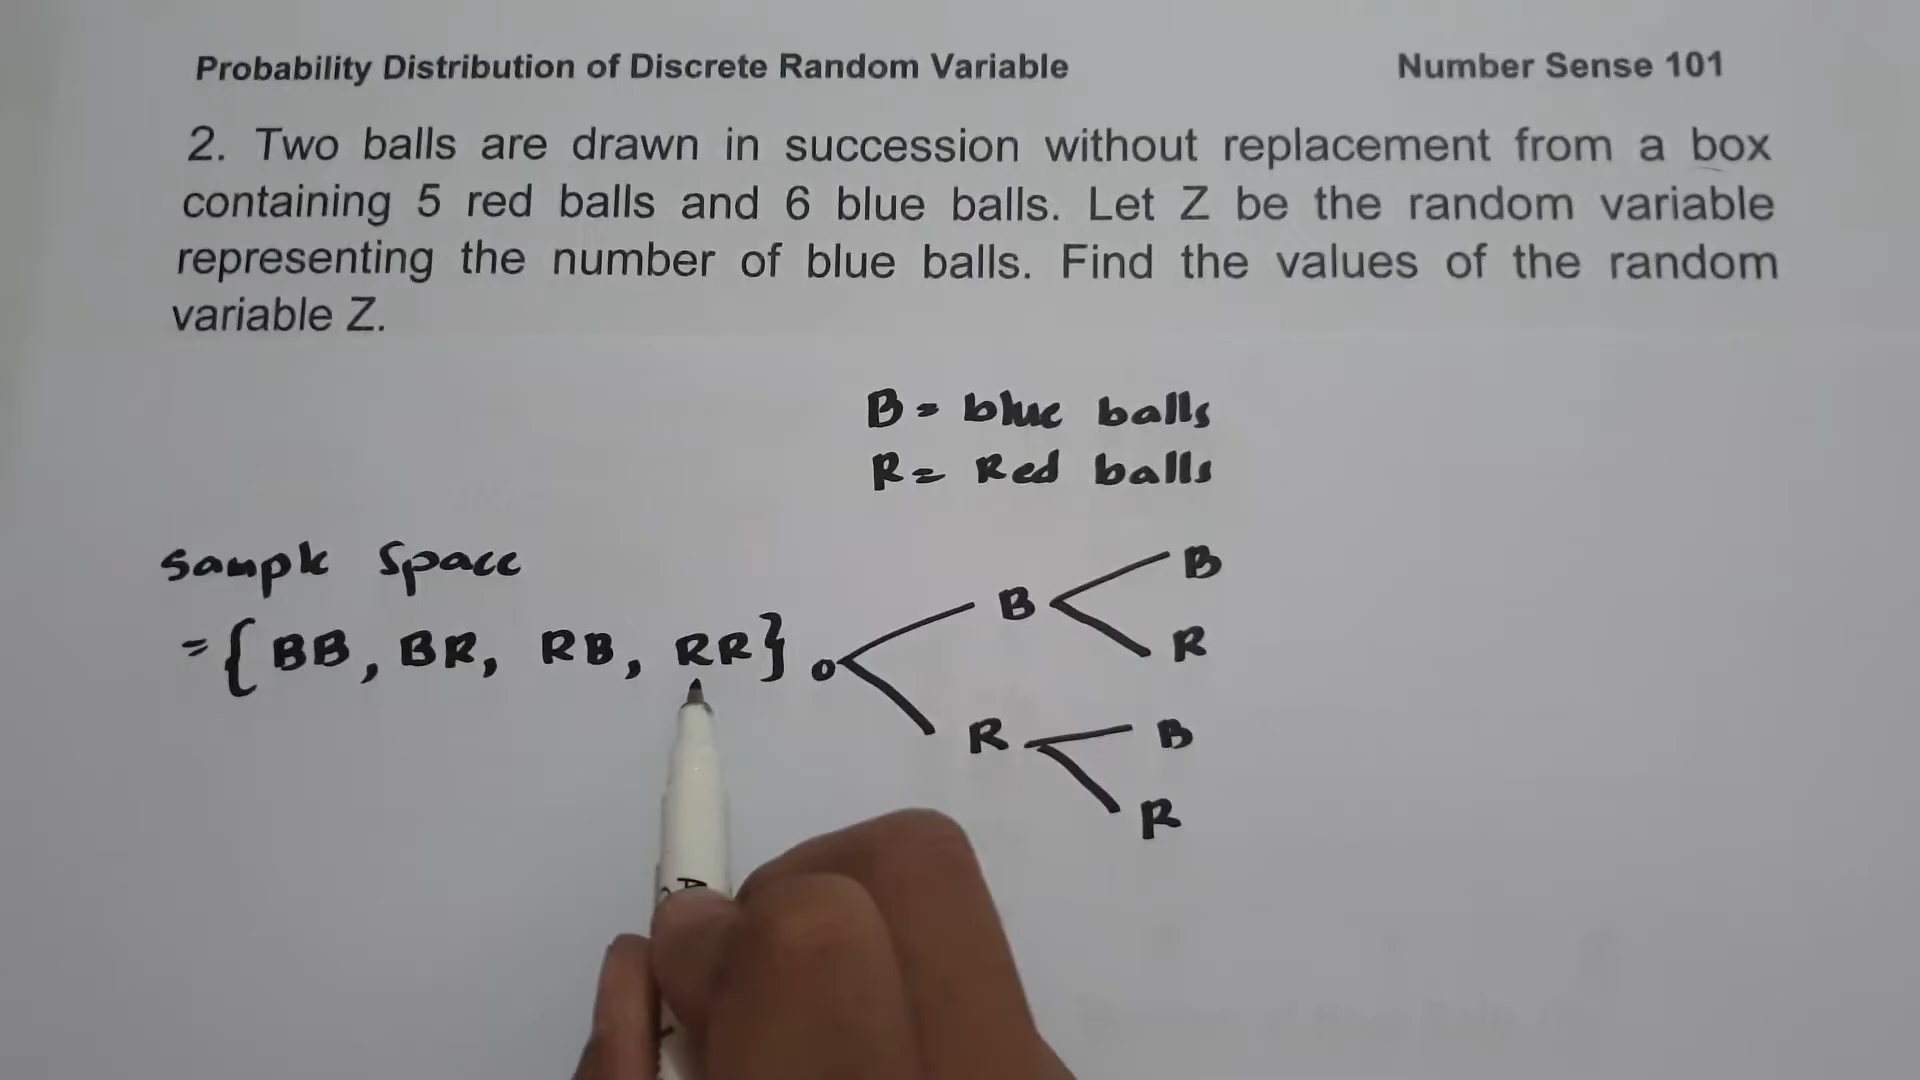 Probability Distribution of Discrete Random Variable
Number Sense 101
2. Two balls are drawn in succession without replacement from a box
containing 5 red balls and 6 blue balls. Let Z be the random variable
representing the number of blue balls. Find the values of the random
variable Z.
B = blue balls
R = Red balls
Sample Space
= { BB, BR, RB, RR}
B
B
R
R
B
R